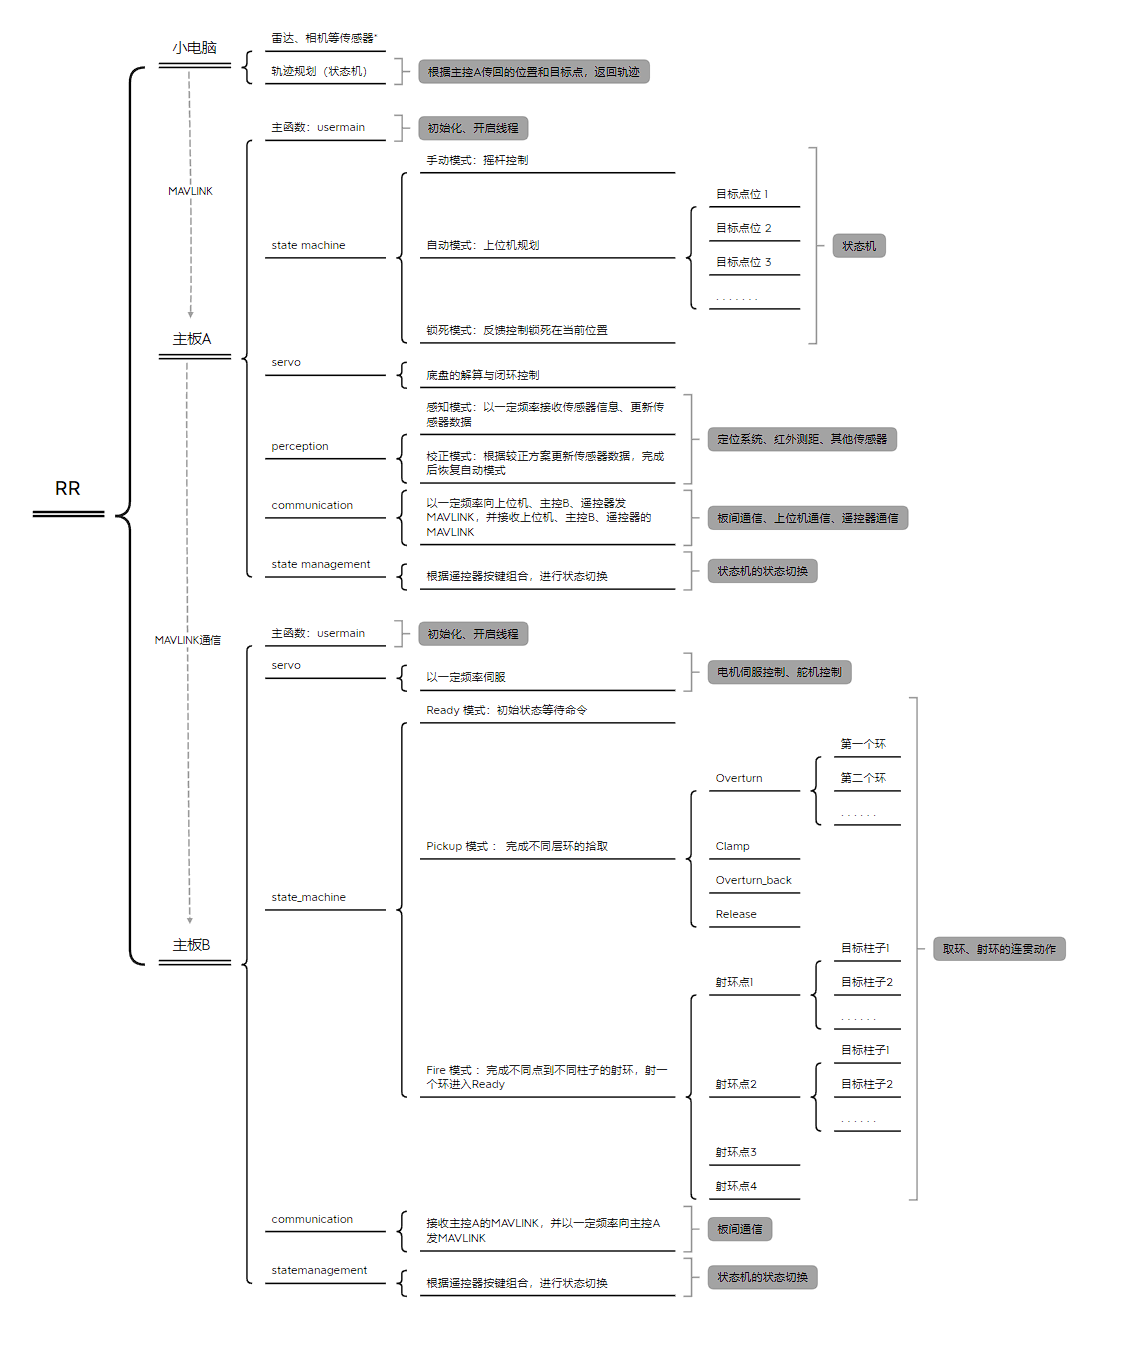 RR
小电脑
雷达、相机等传感器*
轨迹规划（状态机）
根据主控A传回的位置和目标点，返回轨迹
MAVLINK
主板A
主函数：usermain
初始化、开启线程
state machine
手动模式：摇杆控制
自动模式：上位机规划
目标点位 1
目标点位 2
目标点位 3
. . . . . . .
锁死模式：反馈控制锁死在当前位置
状态机
servo
底盘的解算与闭环控制
perception
感知模式：以一定频率接收传感器信息、更新传
感器数据
校正模式：根据较正方案更新传感器数据，完成
后恢复自动模式
定位系统、红外测距、其他传感器
communication
以一定频率向上位机、主控B、遥控器发
MAVLINK，并接收上位机、主控B、遥控器的
MAVLINK
板间通信、上位机通信、遥控器通信
state management
根据遥控器按键组合，进行状态切换
状态机的状态切换
MAVLINK通信
主板B
主函数：usermain
初始化、开启线程
servo
以一定频率伺服
电机伺服控制、舵机控制
state_machine
Ready 模式：初始状态等待命令
Pickup 模式 ： 完成不同层环的拾取
Overturn
第一个环
第二个环
. . . . . .
Clamp
Overturn_back
Release
Fire 模式 ：完成不同点到不同柱子的射环，射一
个环进入Ready
射环点1
目标柱子1
目标柱子2
. . . . . .
射环点2
目标柱子1
目标柱子2
. . . . . .
射环点3
射环点4
取环、射环的连贯动作
communication
接收主控A的MAVLINK，并以一定频率向主控A
发MAVLINK
板间通信
statemanagement
根据遥控器按键组合，进行状态切换
状态机的状态切换